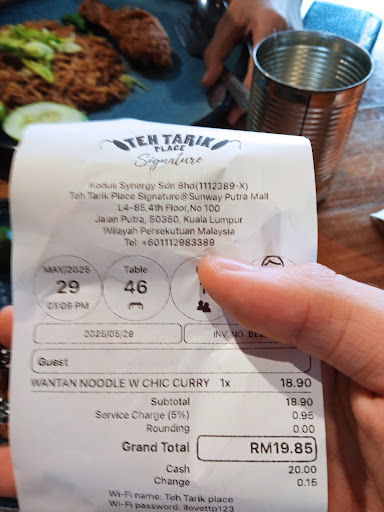 TEH TARIK
PLACE
Signature
Kodus Synergy Sdn Bhd(1112389-X)
Teh Tarik Place Signature@Sunway Putra Mall
L4-85,4th Floor,No 100
Jalan Putra, 50350, Kuala Lumpur
Wilayah Persekutuan Malaysia
Tel: +601112983389
MAY/2025
29
01:09 PM
Table
46
2025/05/29
INV. NO.
Guest
WANTAN NOODLE W CHIC CURRY 1x 18.90
Subtotal 18.90
Service Charge (5%) 0.95
Rounding 0.00
Grand Total RM19.85
Cash 20.00
Change 0.15
Wi-Fi name: Teh Tarik place
Wi-Fi password: ilovettp123